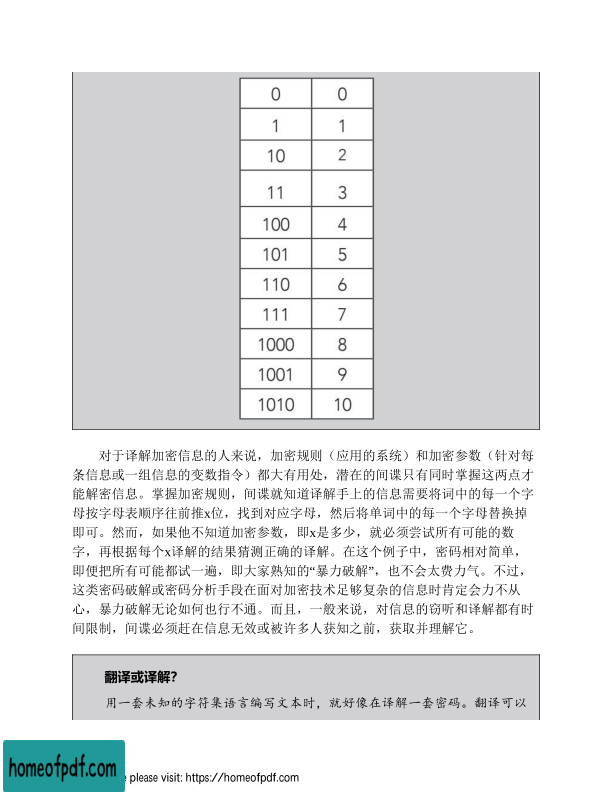 0 0
1 1
10 2
11 3
100 4
101 5
110 6
111 7
1000 8
1001 9
1010 10
对于译解加密信息的人来说，加密规则（应用的系统）和加密参数（针对每
条信息或一组信息的变数指令）都大有用处，潜在的间谍只有同时掌握这两点才
能解密信息。掌握加密规则，间谍就知道译解手上的信息需要将词中的每一个字
母按字母表顺序往前推x位，找到对应字母，然后将单词中的每一个字母替换掉
即可。然而，如果他不知道加密参数，即x是多少，就必须尝试所有可能的数
字，再根据每个x译解的结果猜测正确的译解。在这个例子中，密码相对简单，
即便把所有可能都试一遍，即大家熟知的“暴力破解”，也不会太费力气。不过，
这类密码破解或密码分析手段在面对加密技术足够复杂的信息时肯定会力不从
心，暴力破解无论如何也行不通。而且，一般来说，对信息的窃听和译解都有时
间限制，间谍必须赶在信息无效或被许多人获知之前，获取并理解它。
翻译或译解？
用一套未知的字符集语言编写文本时，就好像在译解一套密码。翻译可以
homeofpdf.com
e please visit: https://homeofpdf.com